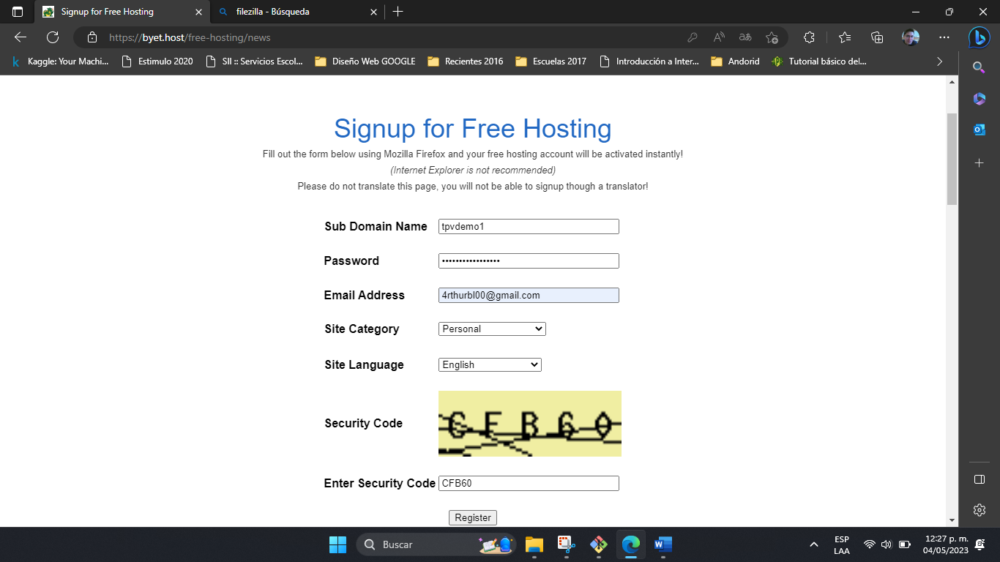 Signup for Free Hosting
filezilla - Búsqueda
https://byet.host/free-hosting/news
Kaggle: Your Machi...
Estimulo 2020
SII :: Servicios Escol...
Diseño Web GOOGLE
Recientes 2016
Escuelas 2017
Introducción a Inter...
Andorid
Tutorial básico del...
Signup for Free Hosting
Fill out the form below using Mozilla Firefox and your free hosting account will be activated instantly!
(Internet Explorer is not recommended)
Please do not translate this page, you will not be able to signup though a translator!
Sub Domain Name tpvdemo1
Password •••••••••••••••••
Email Address 4rthurbl00@gmail.com
Site Category Personal
Site Language English
Security Code CFB60
Enter Security Code CFB60
Register
Buscar
ESP
LAA
12:27 p. m.
04/05/2023